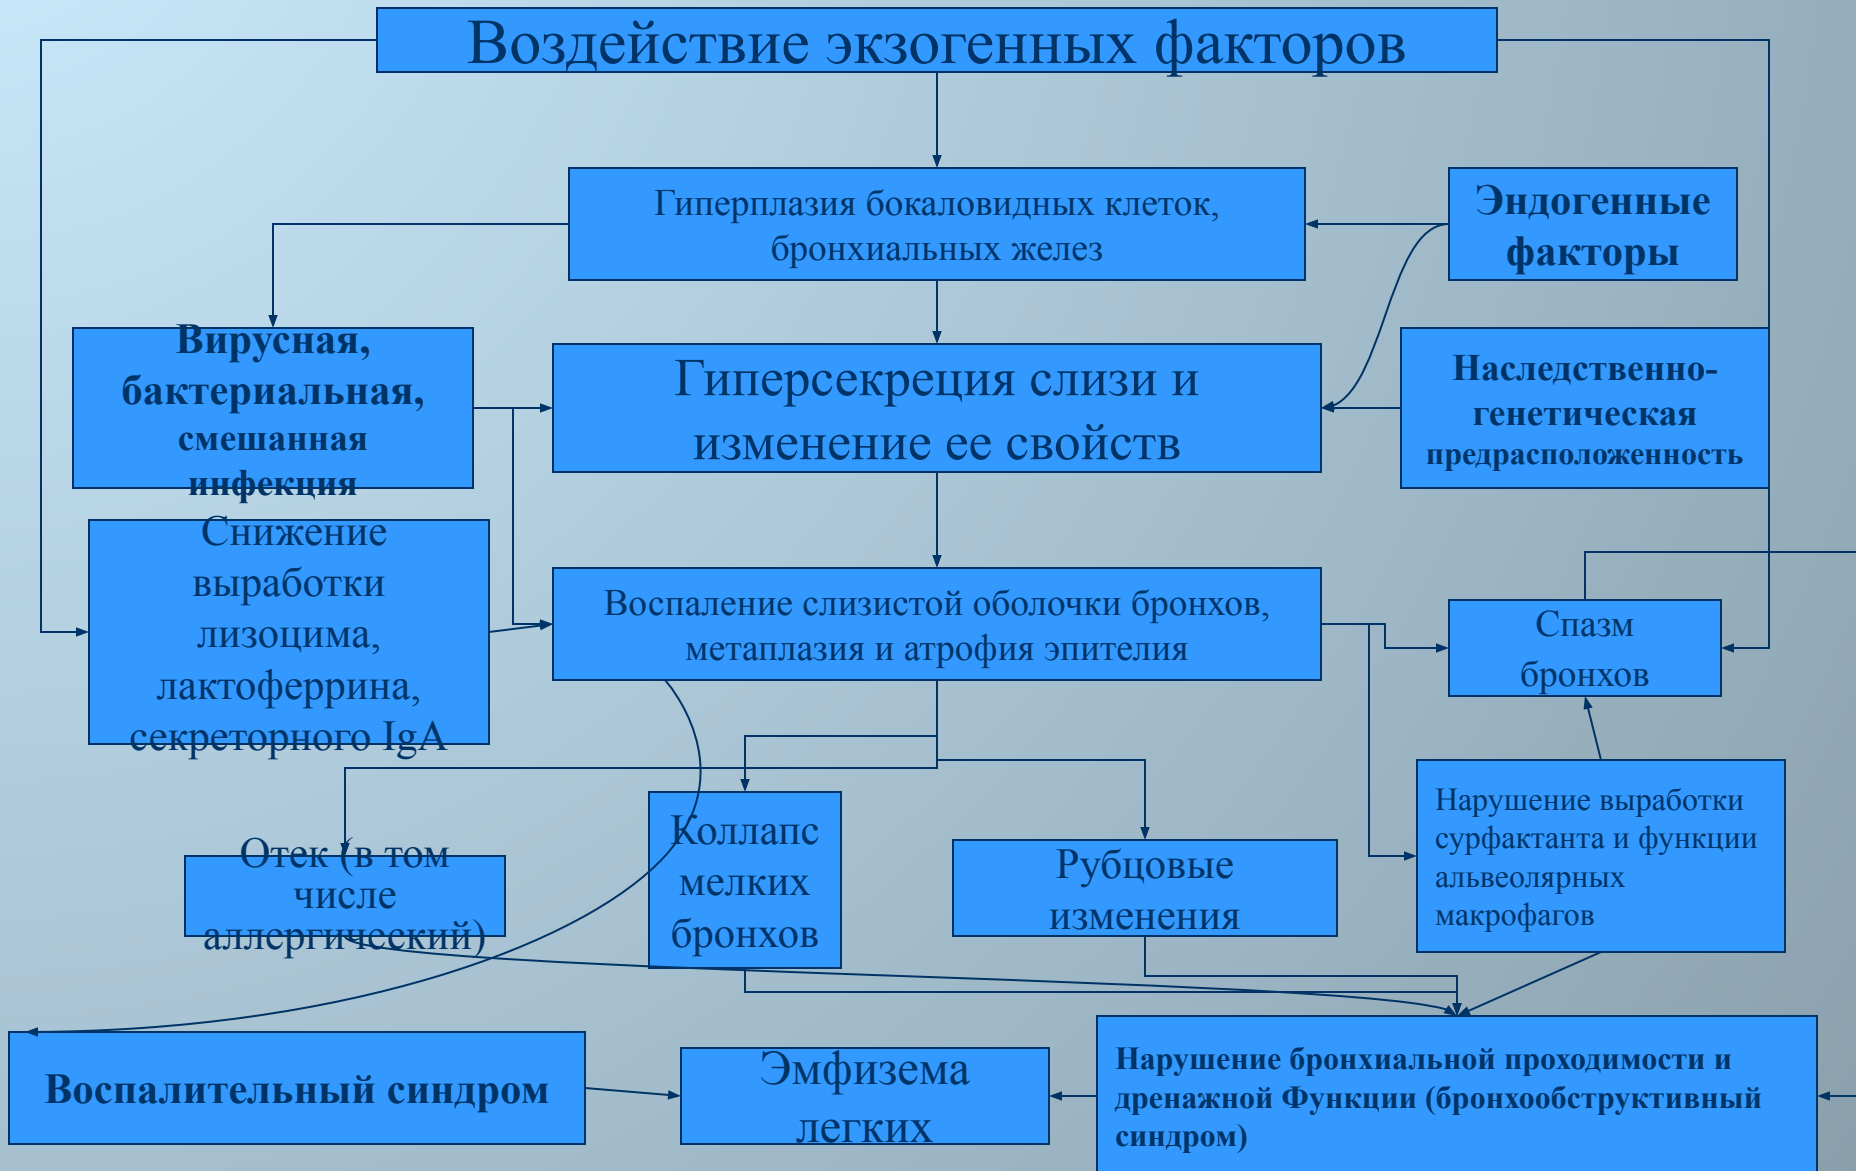 Воздействие экзогенных факторов
Гиперплазия бокаловидных клеток,
бронхиальных желез
Эндогенные
факторы
Вирусная,
бактериальная,
смешанная
инфекция
Гиперсекреция слизи и
изменение ее свойств
Наследственно-
генетическая
предрасположенность
Снижение
выработки
лизоцима,
лактоферрина,
секреторного IgA
Воспаление слизистой оболочки бронхов,
метаплазия и атрофия эпителия
Спазм
бронхов
Отек (в том
числе
аллергический)
Коллапс
мелких
бронхов
Рубцовые
изменения
Нарушение выработки
сурфактанта и функции
альвеолярных
макрофагов
Воспалительный синдром
Эмфизема
легких
Нарушение бронхиальной проходимости и
дренажной Функции (бронхообструктивный
синдром)